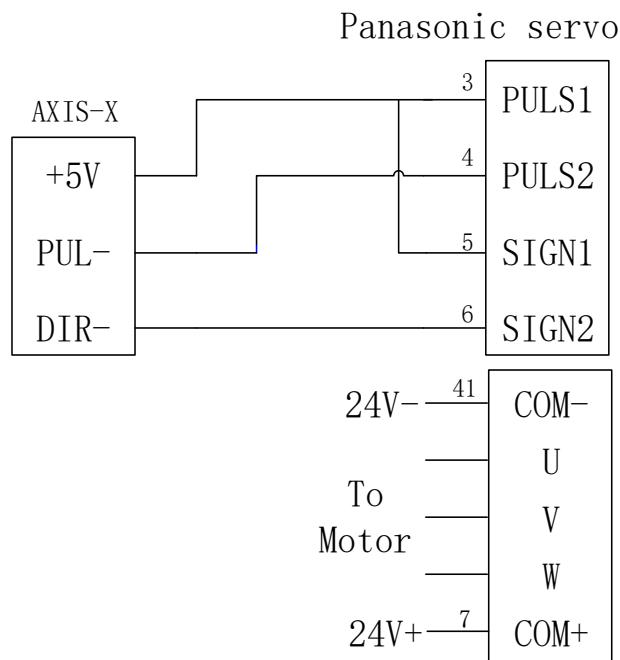 Panasonic servo
AXIS-X
+5V
PUL-
DIR-
3
PULS1
4
PULS2
5
SIGN1
6
SIGN2
24V-
41
COM-
U
To
Motor
V
W
24V+
7
COM+